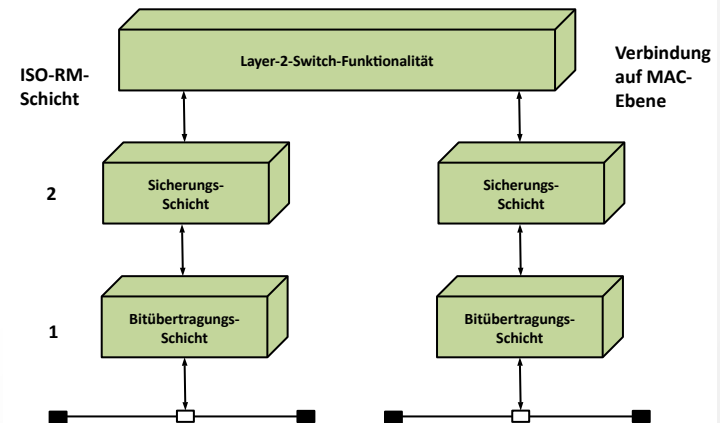 Layer-2-Switch-Funktionalität
ISO-RM-
Schicht
Verbindung
auf MAC-
Ebene
2
Sicherungs-
Schicht
Sicherungs-
Schicht
1
Bitübertragungs-
Schicht
Bitübertragungs-
Schicht